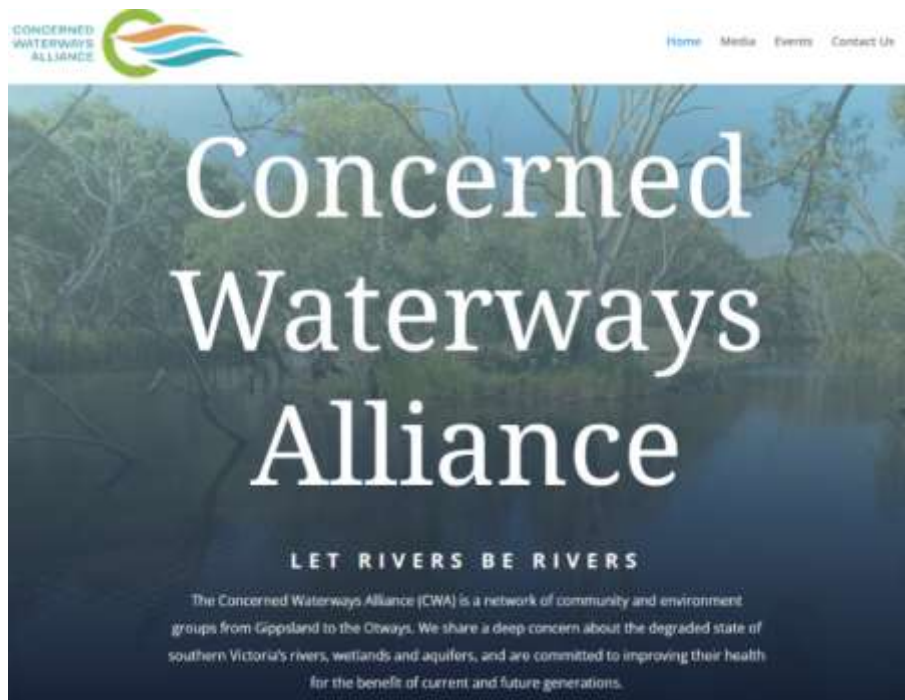 CONCERNED
WATERWAYS
ALLIANCE
Home Media Events Contact Us
Concerned
Waterways
Alliance
LET RIVERS BE RIVERS
The Concerned Waterways Alliance (CWA) is a network of community and environment
groups from Gippsland to the Otways. We share a deep concern about the degraded state of
southern Victoria's rivers, wetlands and aquifers, and are committed to improving their health
for the benefit of current and future generations.